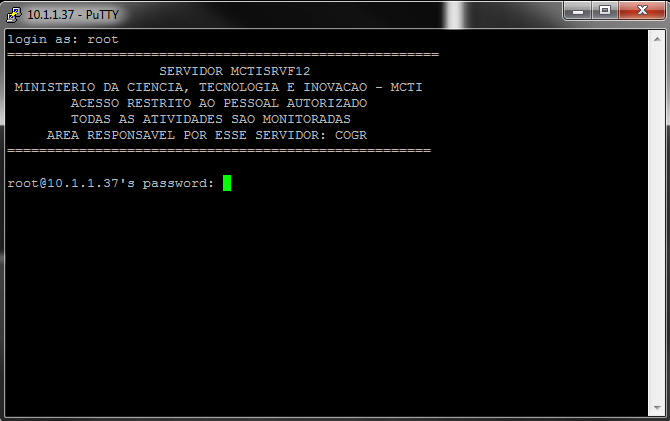 10.1.1.37 - PuTTY
login as: root
======================================================
SERVIDOR MCTISRVF12
MINISTERIO DA CIENCIA, TECNOLOGIA E INOVACAO - MCTI
ACESSO RESTRITO AO PESSOAL AUTORIZADO
TODAS AS ATIVIDADES SAO MONITORADAS
AREA RESPONSAVEL POR ESSE SERVIDOR: COGR
=====================================================
root@10.1.1.37's password: